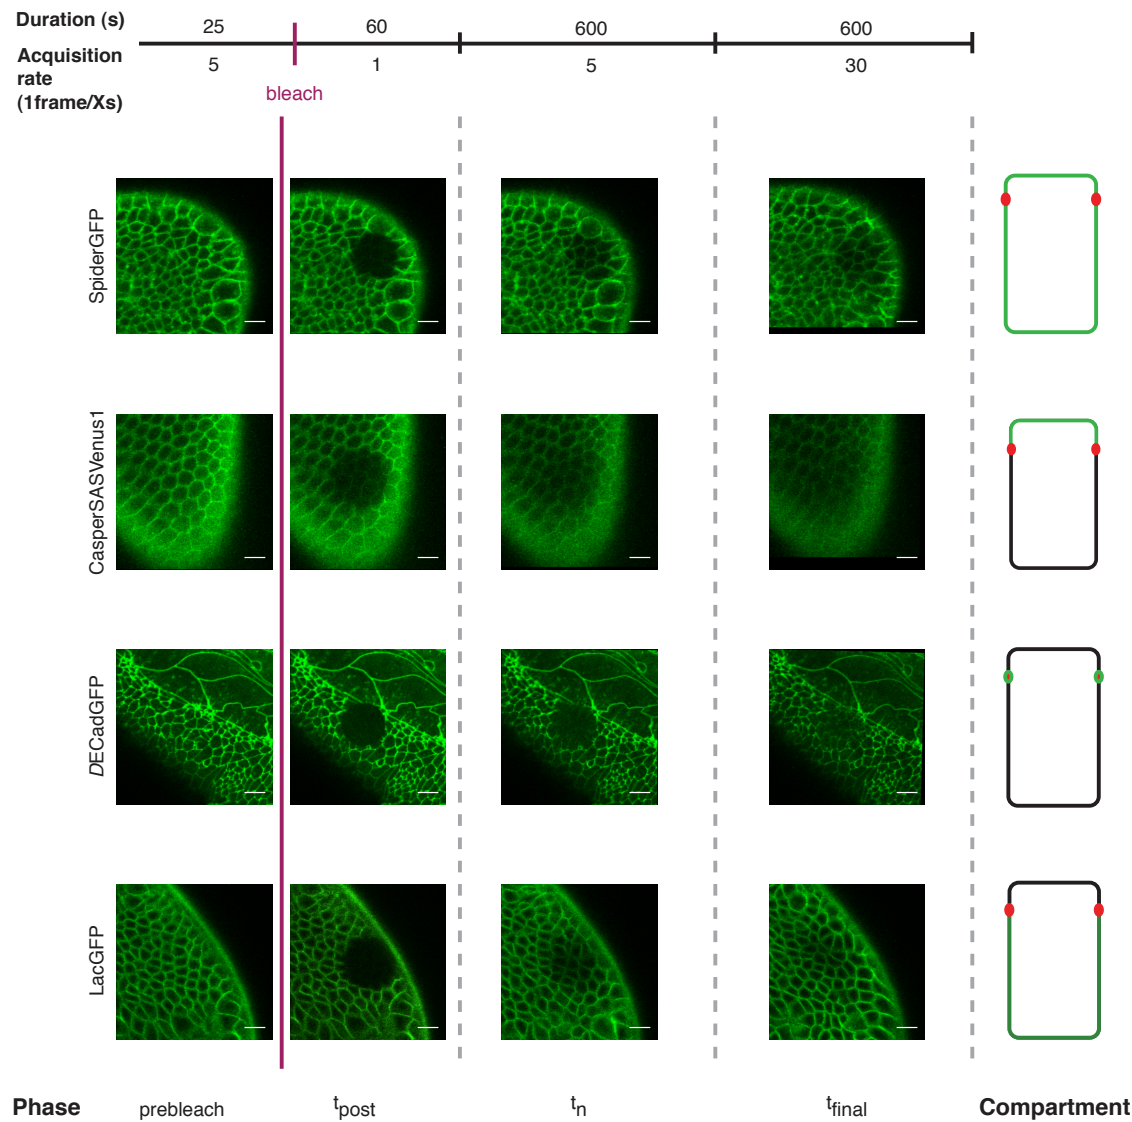 Duration (s)
25
60
600
600
Acquisition
rate
(1frame/Xs)
5
1
5
30
bleach
SpiderGFP
CasperSASVenus1
DECadGFP
LacGFP
Phase
prebleach
tpost
tn
tfinal
Compartment